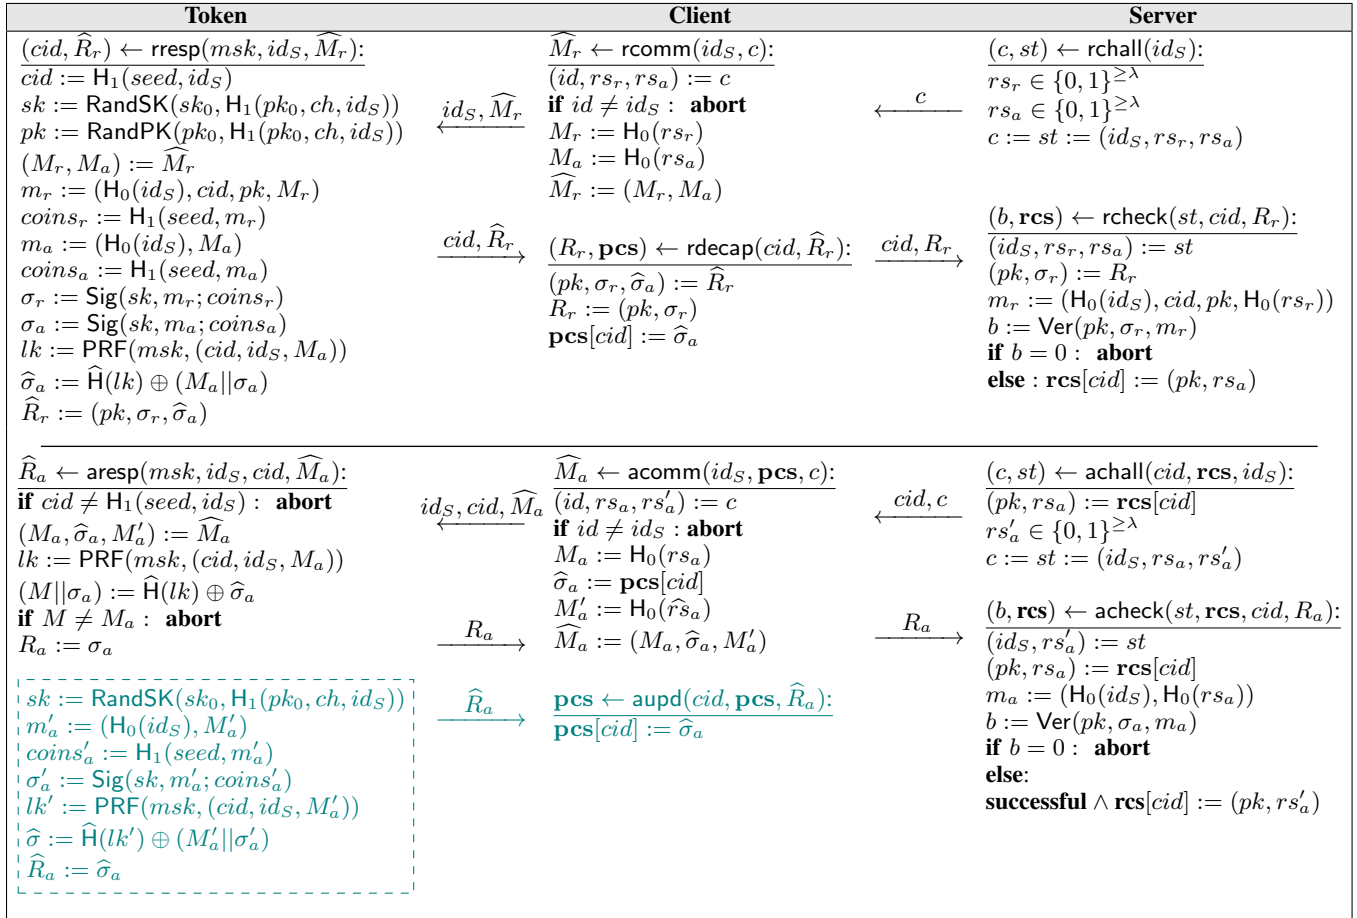 Token Client Server
(cid, R̂_r) ← rresp(msk, id_S, M̂_r):
cid := H_1(seed, id_S)
sk := RandSK(sk_0, H_1(pk_0, ch, id_S))
pk := RandPK(pk_0, H_1(pk_0, ch, id_S))
(M_r, M_a) := M̂_r
m_r := (H_0(id_S), cid, pk, M_r)
coins_r := H_1(seed, m_r)
m_a := (H_0(id_S), M_a)
coins_a := H_1(seed, m_a)
σ_r := Sig(sk, m_r; coins_r)
σ_a := Sig(sk, m_a; coins_a)
lk := PRF(msk, (cid, id_S, M_a))
σ̂_a := Ĥ(lk) ⊕ (M_a||σ_a)
R̂_r := (pk, σ_r, σ̂_a)
id_S, M̂_r
cid, R̂_r
M̂_r ← rcomm(id_S, c):
(id, rs_r, rs_a) := c
if id ≠ id_S : abort
M_r := H_0(rs_r)
M_a := H_0(rs_a)
M̂_r := (M_r, M_a)
(R_r, pcs) ← rdecap(cid, R̂_r):
(pk, σ_r, σ̂_a) := R̂_r
R_r := (pk, σ_r)
pcs[cid] := σ̂_a
c
cid, R_r
(c, st) ← rchall(id_S):
rs_r ∈ {0, 1}^{≥λ}
rs_a ∈ {0, 1}^{≥λ}
c := st := (id_S, rs_r, rs_a)
(b, rcs) ← rcheck(st, cid, R_r):
(id_S, rs_r, rs_a) := st
(pk, σ_r) := R_r
m_r := (H_0(id_S), cid, pk, H_0(rs_r))
b := Ver(pk, σ_r, m_r)
if b = 0 : abort
else : rcs[cid] := (pk, rs_a)
R̂_a ← aresp(msk, id_S, cid, M̂_a):
if cid ≠ H_1(seed, id_S) : abort
(M_a, σ̂_a, M'_a) := M̂_a
lk := PRF(msk, (cid, id_S, M_a))
(M||σ_a) := Ĥ(lk) ⊕ σ̂_a
if M ≠ M_a : abort
R_a := σ_a
sk := RandSK(sk_0, H_1(pk_0, ch, id_S))
m'_a := (H_0(id_S), M'_a)
coins'_a := H_1(seed, m'_a)
σ'_a := Sig(sk, m'_a; coins'_a)
lk' := PRF(msk, (cid, id_S, M'_a))
σ̂ := Ĥ(lk') ⊕ (M'_a||σ'_a)
R̂_a := σ̂_a
id_S, cid, M̂_a
R_a
R̂_a
M̂_a ← acomm(id_S, pcs, c):
(id, rs_a, rs'_a) := c
if id ≠ id_S : abort
M_a := H_0(rs_a)
σ̂_a := pcs[cid]
M'_a := H_0(r̂s_a)
M̂_a := (M_a, σ̂_a, M'_a)
pcs ← aupd(cid, pcs, R̂_a):
pcs[cid] := σ̂_a
cid, c
R_a
(c, st) ← achall(cid, rcs, id_S):
(pk, rs_a) := rcs[cid]
rs'_a ∈ {0, 1}^{≥λ}
c := st := (id_S, rs_a, rs'_a)
(b, rcs) ← acheck(st, rcs, cid, R_a):
(id_S, rs'_a) := st
(pk, rs_a) := rcs[cid]
m_a := (H_0(id_S), H_0(rs_a))
b := Ver(pk, σ_a, m_a)
if b = 0 : abort
else:
successful ∧ rcs[cid] := (pk, rs'_a)